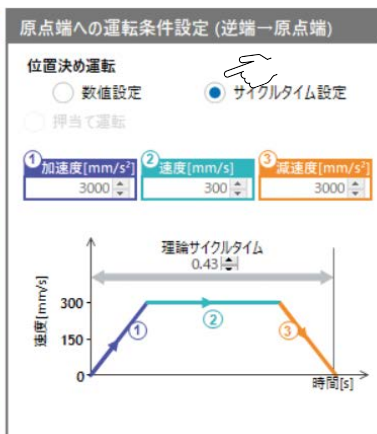 原点端への運転条件設定 (逆端→原点端)
位置決め運転
数値設定
サイクルタイム設定
押当て運転
① 加速度[mm/s²]
② 速度[mm/s]
③ 減速度[mm/s²]
3000
300
3000
理論サイクルタイム
0.43
速度[mm/s]
300
150
0
①
②
③
時間[s]